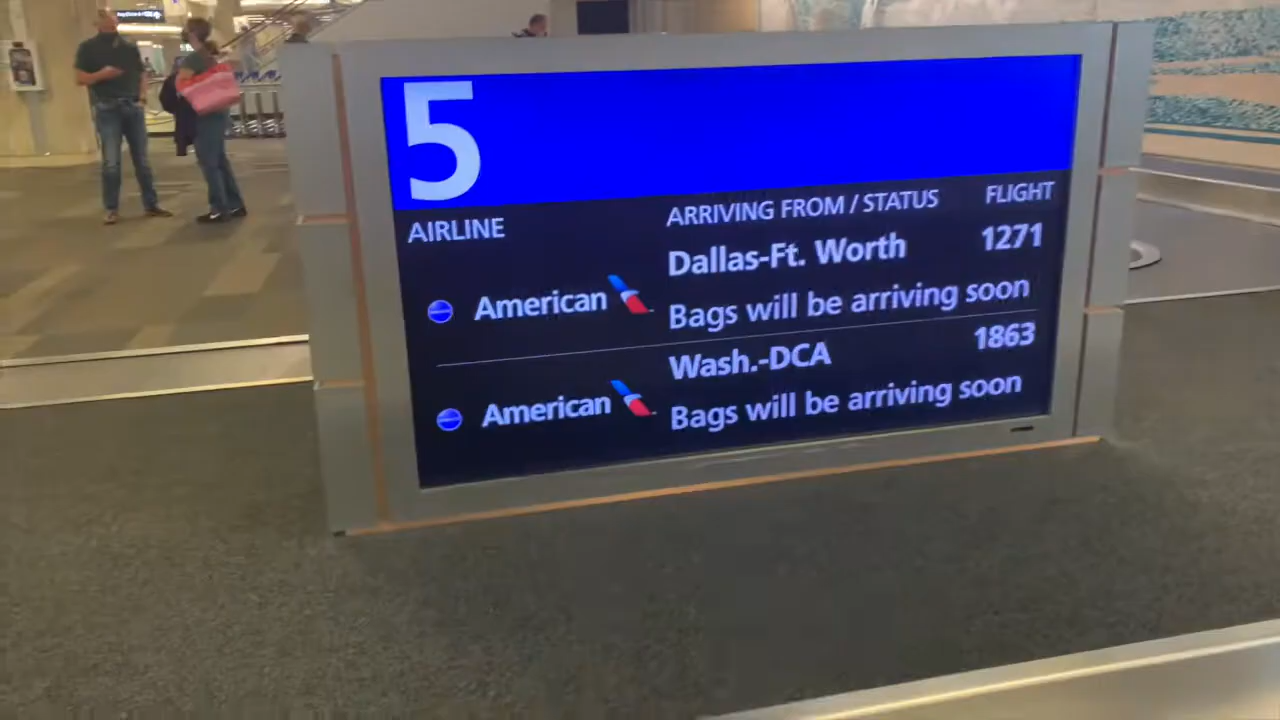 5
AIRLINE ARRIVING FROM / STATUS FLIGHT
Dallas-Ft. Worth 1271
American Bags will be arriving soon
Wash.-DCA 1863
American Bags will be arriving soon